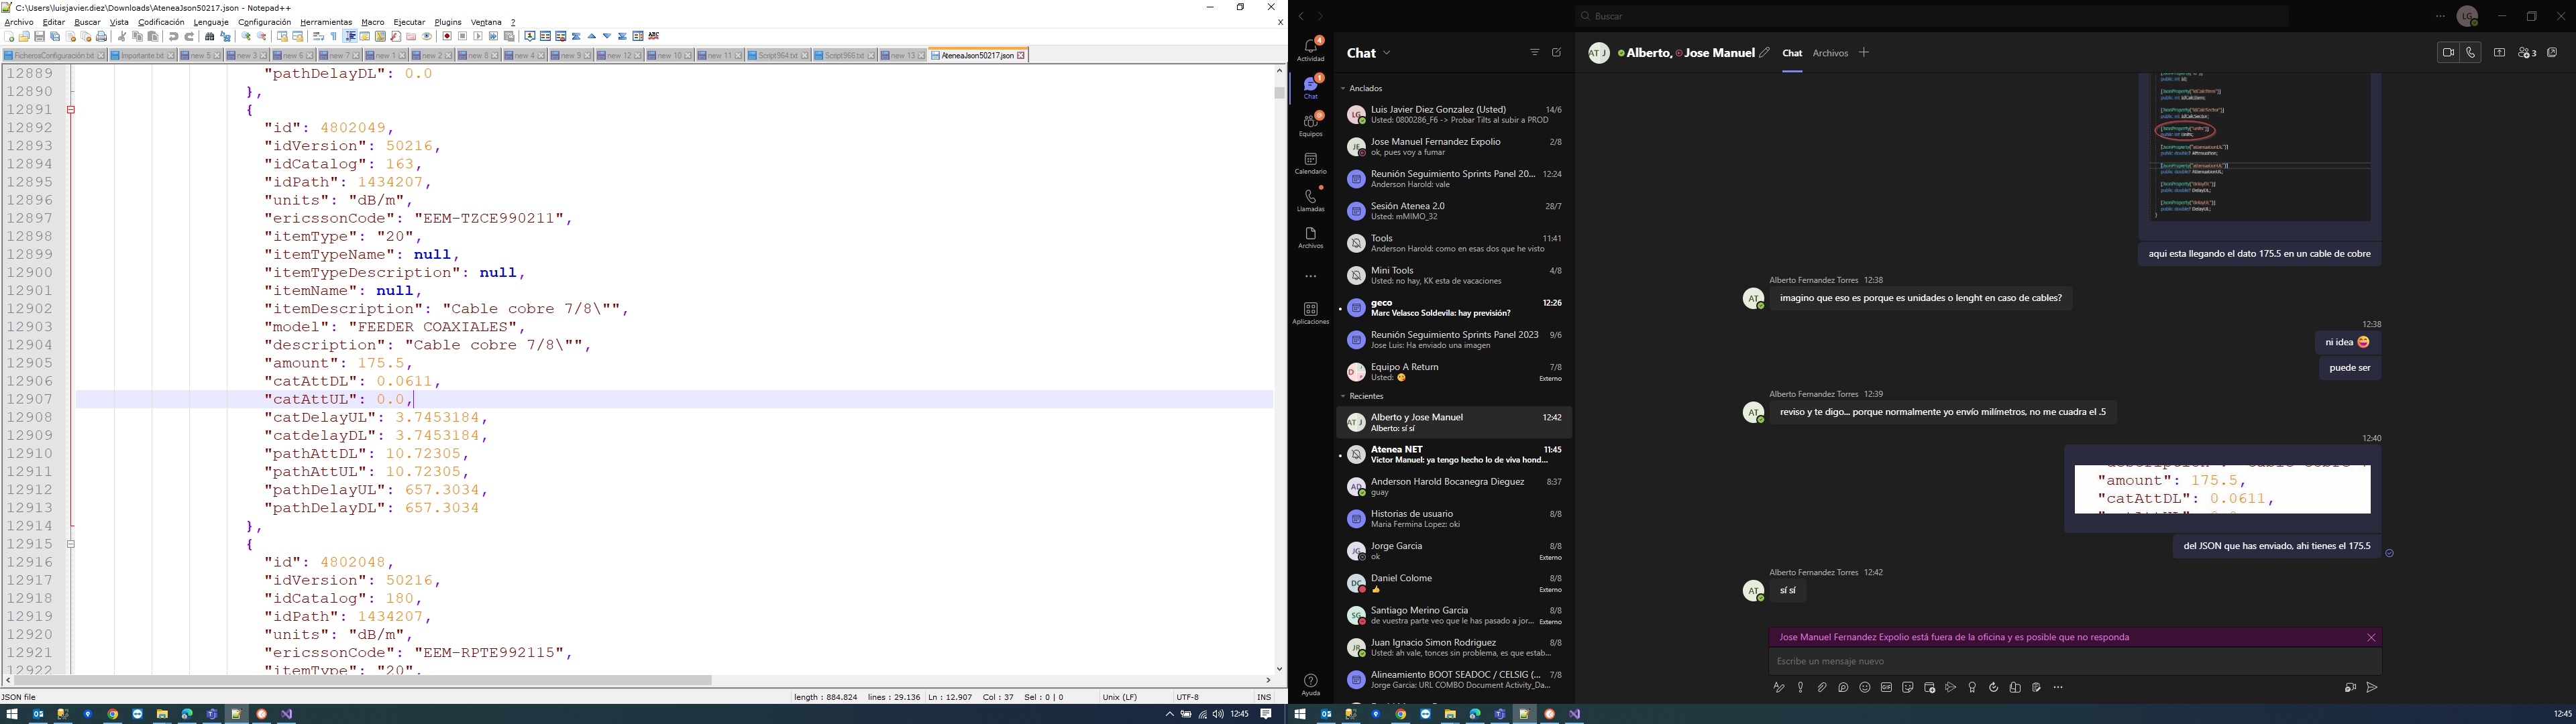 C:\Users\luisjavier.diez\Downloads\AteneaJson50217.json - Notepad++
Archivo Editar Buscar Vista Codificación Lenguaje Configuración Herramientas Macro Ejecutar Plugins Ventana ? X
FicherosConfiguración.txt Importante.txt new 5 new 3 new 6 new 7 new 1 new 2 new 8 new 4 new 9 new 12 new 10 new 11 Script964.txt Script966.txt new 13 AteneaJson50217.json
12889 "pathDelayDL": 0.0
12890 },
12891 {
12892 "id": 4802049,
12893 "idVersion": 50216,
12894 "idCatalog": 163,
12895 "idPath": 1434207,
12896 "units": "dB/m",
12897 "ericssonCode": "EEM-TZCE990211",
12898 "itemType": "20",
12899 "itemTypeName": null,
12900 "itemTypeDescription": null,
12901 "itemName": null,
12902 "itemDescription": "Cable cobre 7/8\"",
12903 "model": "FEEDER COAXIALES",
12904 "description": "Cable cobre 7/8\"",
12905 "amount": 175.5,
12906 "catAttDL": 0.0611,
12907 "catAttUL": 0.0,
12908 "catDelayUL": 3.7453184,
12909 "catdelayDL": 3.7453184,
12910 "pathAttDL": 10.72305,
12911 "pathAttUL": 10.72305,
12912 "pathDelayUL": 657.3034,
12913 "pathDelayDL": 657.3034
12914 },
12915 {
12916 "id": 4802048,
12917 "idVersion": 50216,
12918 "idCatalog": 180,
12919 "idPath": 1434207,
12920 "units": "dB/m",
12921 "ericssonCode": "EEM-RPTE992115",
12922 "itemType": "20",
JSON file length : 884.824 lines : 29.136 Ln : 12.907 Col : 37 Sel : 0 | 0 Unix (LF) UTF-8 INS
12:45
Buscar
LG
4
Actividad
1
Chat
Equipos
Calendario
Llamadas
Archivos
Aplicaciones
Ayuda
Chat
Anclados
Luis Javier Diez Gonzalez (Usted) 14/6
Usted: 0800286_F6 -> Probar Tilts al subir a PROD
Jose Manuel Fernandez Expolio 2/8
ok, pues voy a fumar
Reunión Seguimiento Sprints Panel 20... 12:24
Anderson Harold: vale
Sesión Atenea 2.0 28/7
Usted: mMIMO_32
Tools 11:41
Anderson Harold: como en esas dos que he visto
Mini Tools 4/8
Usted: no hay, KK esta de vacaciones
geco 12:26
Marc Velasco Soldevila: hay previsión?
Reunión Seguimiento Sprints Panel 2023 9/6
Jose Luis: Ha enviado una imagen
Equipo A Return 7/8
Usted: 😘 Externo
Recientes
Alberto y Jose Manuel 12:42
Alberto: sí sí
Atenea NET 11:45
Victor Manuel: ya tengo hecho lo de viva hond...
Anderson Harold Bocanegra Dieguez 8:37
guay
Historias de usuario 8/8
Maria Fermina Lopez: oki
Jorge Garcia 8/8
ok Externo
Daniel Colome 8/8
👍 Externo
Santiago Merino Garcia 8/8
de vuestra parte veo que le has pasado a jor... Externo
Juan Ignacio Simon Rodriguez 8/8
Usted: ah vale, tonces sin problema, es que estab...
Alineamiento BOOT SEADOC / CELSIG (... 7/8
Jorge Garcia: URL COMBO Document Activity_Da...
Alberto, Jose Manuel Chat Archivos 3
aqui esta llegando el dato 175.5 en un cable de cobre
Alberto Fernandez Torres 12:38
imagino que eso es porque es unidades o lenght en caso de cables?
12:38
ni idea 😅
puede ser
Alberto Fernandez Torres 12:39
reviso y te digo... porque normalmente yo envío milímetros, no me cuadra el .5
12:40
"amount": 175.5,
"catAttDL": 0.0611,
del JSON que has enviado, ahi tienes el 175.5
Alberto Fernandez Torres 12:42
sí sí
Jose Manuel Fernandez Expolio está fuera de la oficina y es posible que no responda
Escribe un mensaje nuevo
12:45